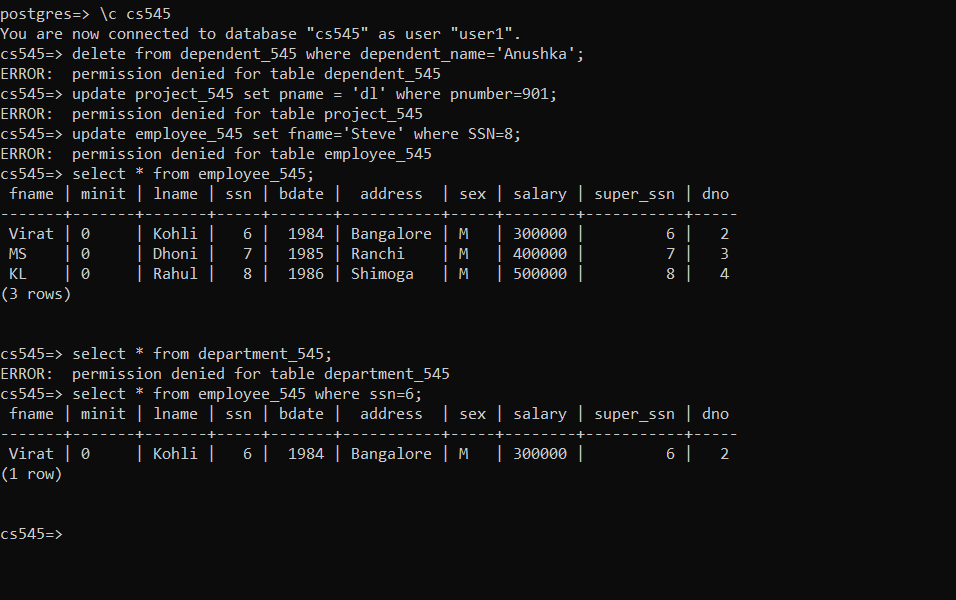 postgres=> \c cs545
You are now connected to database "cs545" as user "user1".
cs545=> delete from dependent_545 where dependent_name='Anushka';
ERROR:  permission denied for table dependent_545
cs545=> update project_545 set pname = 'dl' where pnumber=901;
ERROR:  permission denied for table project_545
cs545=> update employee_545 set fname='Steve' where SSN=8;
ERROR:  permission denied for table employee_545
cs545=> select * from employee_545;
 fname | minit | lname | ssn | bdate |  address  | sex | salary | super_ssn | dno
-------+-------+-------+-----+-------+-----------+-----+--------+-----------+-----
 Virat | 0     | Kohli |   6 |  1984 | Bangalore | M   | 300000 |         6 |   2
 MS    | 0     | Dhoni |   7 |  1985 | Ranchi    | M   | 400000 |         7 |   3
 KL    | 0     | Rahul |   8 |  1986 | Shimoga   | M   | 500000 |         8 |   4
(3 rows)
cs545=> select * from department_545;
ERROR:  permission denied for table department_545
cs545=> select * from employee_545 where ssn=6;
 fname | minit | lname | ssn | bdate |  address  | sex | salary | super_ssn | dno
-------+-------+-------+-----+-------+-----------+-----+--------+-----------+-----
 Virat | 0     | Kohli |   6 |  1984 | Bangalore | M   | 300000 |         6 |   2
(1 row)
cs545=>